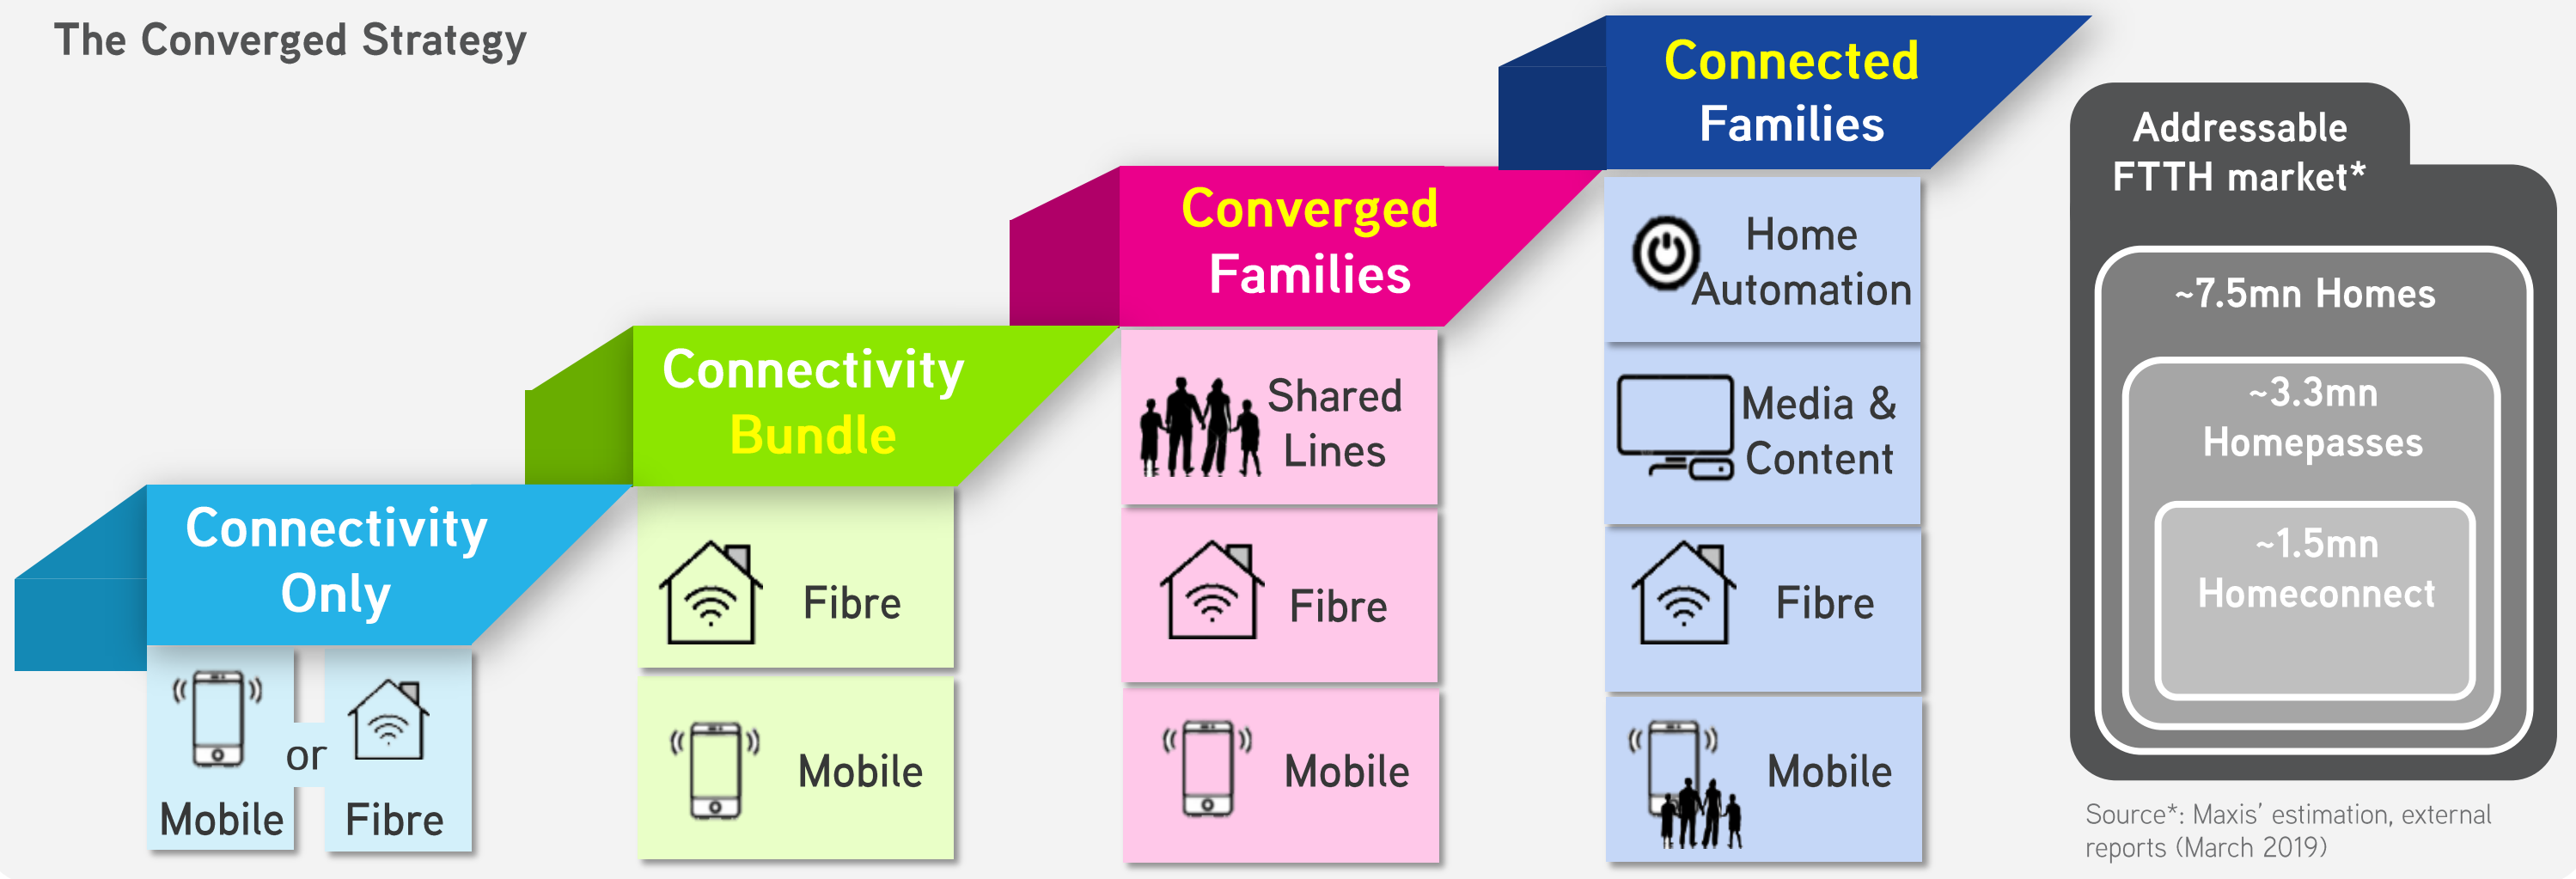 The Converged Strategy
Connectivity
Only
Mobile
or
Fibre
Connectivity
Bundle
Fibre
Mobile
Converged
Families
Shared
Lines
Fibre
Mobile
Connected
Families
Home
Automation
Media &
Content
Fibre
Mobile
Addressable
FTTH market*
~7.5mn Homes
~3.3mn
Homepasses
~1.5mn
Homeconnect
Source*: Maxis’ estimation, external
reports (March 2019)